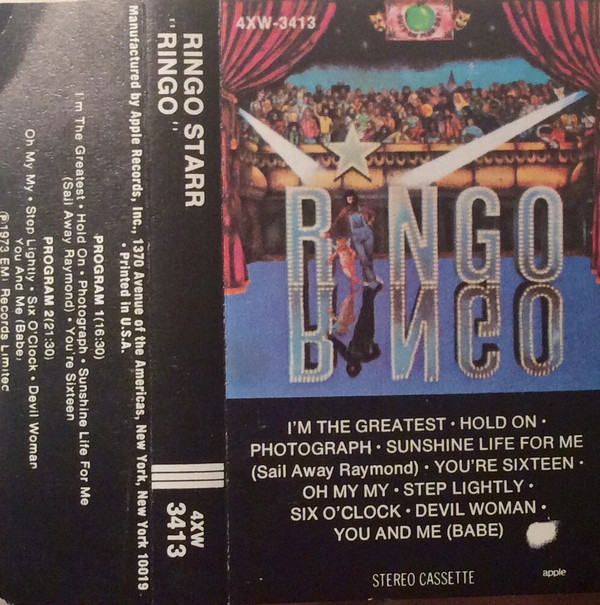 4XW-3413
RINGO
I'M THE GREATEST · HOLD ON ·
PHOTOGRAPH · SUNSHINE LIFE FOR ME
(Sail Away Raymond) · YOU'RE SIXTEEN ·
OH MY MY · STEP LIGHTLY ·
SIX O'CLOCK · DEVIL WOMAN ·
YOU AND ME (BABE)
STEREO CASSETTE
apple
RINGO STARR
"RINGO"
4XW
3413
Manufactured by Apple Records, Inc., 1370 Avenue of the Americas, New York, New York 10019
• Printed in U.S.A.
PROGRAM 1(16:30)
I'm The Greatest • Hold On • Photograph • Sunshine Life For Me
(Sail Away Raymond) • You're Sixteen
PROGRAM 2(21:30)
Oh My My • Stop Lightly • Six O'Clock • Devil Woman
You And Me (Babe)
℗1973 EMI Records Limited